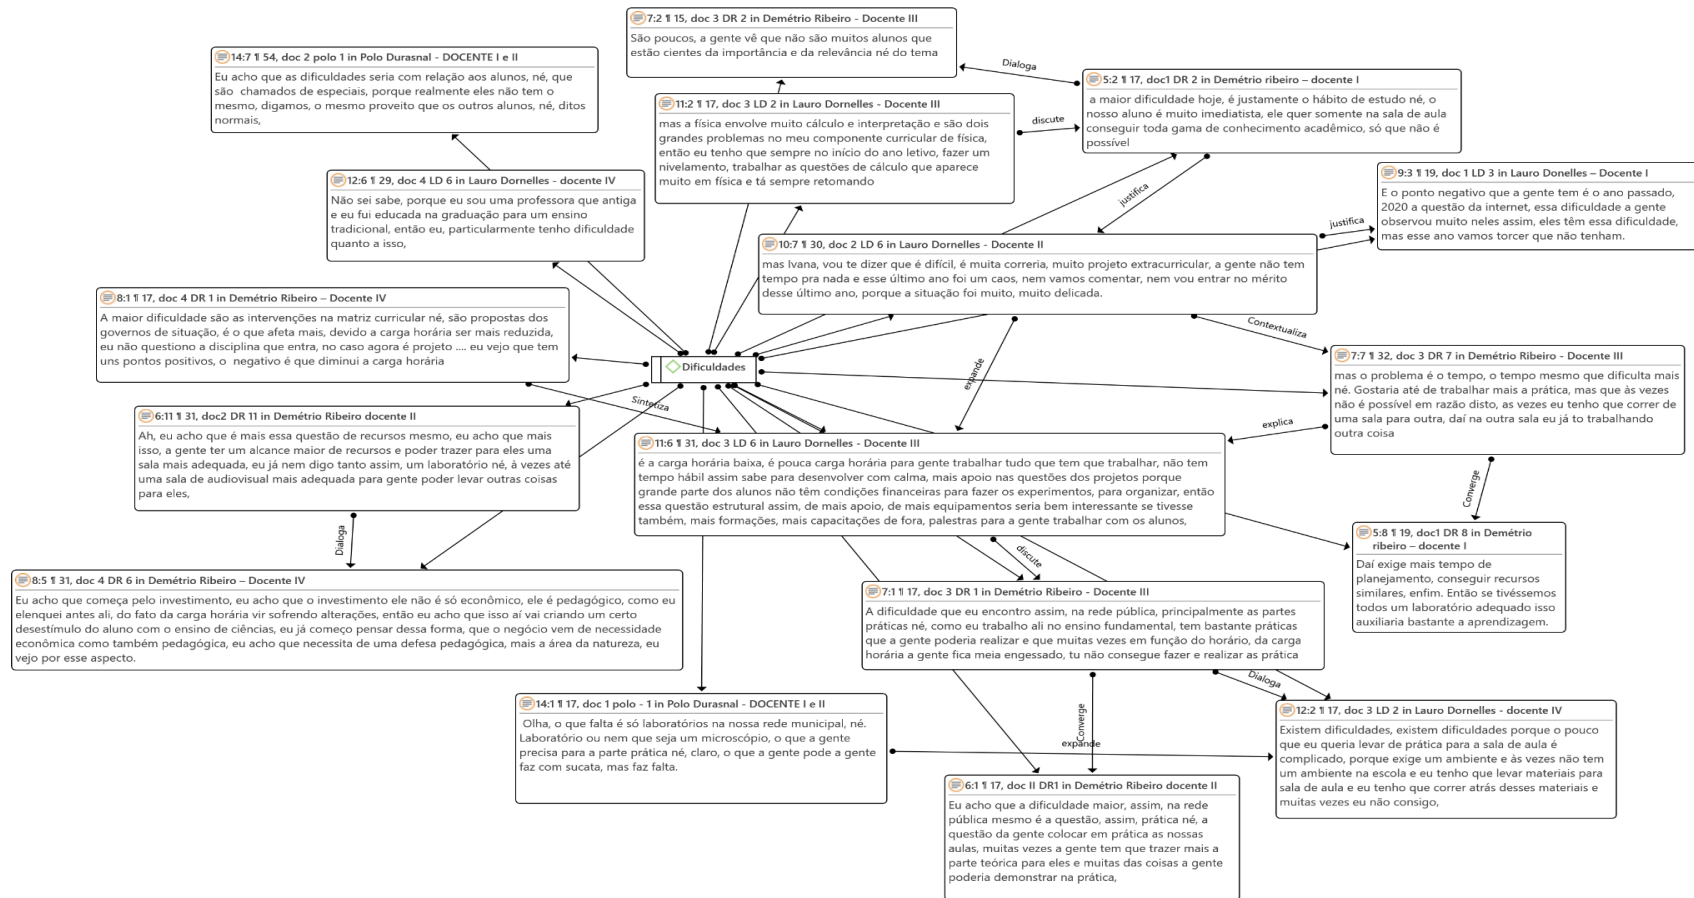 7:2 ¶ 15, doc 3 DR 2 in Demétrio Ribeiro - Docente III
São poucos, a gente vê que não são muitos alunos que
estão cientes da importância e da relevância né do tema
14:7 ¶ 54, doc 2 polo 1 in Polo Durasnal - DOCENTE I e II
Eu acho que as dificuldades seria com relação aos alunos, né, que
são chamados de especiais, porque realmente eles não tem o
mesmo, digamos, o mesmo proveito que os outros alunos, né, ditos
normais,
Dialoga
5:2 ¶ 17, doc1 DR 2 in Demétrio ribeiro – docente I
a maior dificuldade hoje, é justamente o hábito de estudo né, o
nosso aluno é muito imediatista, ele quer somente na sala de aula
conseguir toda gama de conhecimento acadêmico, só que não é
possível
11:2 ¶ 17, doc 3 LD 2 in Lauro Dornelles - Docente III
mas a física envolve muito cálculo e interpretação e são dois
grandes problemas no meu componente curricular de física,
então eu tenho que sempre no início do ano letivo, fazer um
nivelamento, trabalhar as questões de cálculo que aparece
muito em física e tá sempre retomando
discute
12:6 ¶ 29, doc 4 LD 6 in Lauro Dornelles - docente IV
Não sei sabe, porque eu sou uma professora que antiga
e eu fui educada na graduação para um ensino
tradicional, então eu, particularmente tenho dificuldade
quanto a isso,
justifica
9:3 ¶ 19, doc 1 LD 3 in Lauro Donelles – Docente I
E o ponto negativo que a gente tem é o ano passado,
2020 a questão da internet, essa dificuldade a gente
observou muito neles assim, eles têm essa dificuldade,
mas esse ano vamos torcer que não tenham.
justifica
10:7 ¶ 30, doc 2 LD 6 in Lauro Dornelles - Docente II
mas Ivana, vou te dizer que é difícil, é muita correria, muito projeto extracurricular, a gente não tem
tempo pra nada e esse último ano foi um caos, nem vamos comentar, nem vou entrar no mérito
desse último ano, porque a situação foi muito, muito delicada.
8:1 ¶ 17, doc 4 DR 1 in Demétrio Ribeiro – Docente IV
A maior dificuldade são as intervenções na matriz curricular né, são propostas dos
governos de situação, é o que afeta mais, devido a carga horária ser mais reduzida,
eu não questiono a disciplina que entra, no caso agora é projeto .... eu vejo que tem
uns pontos positivos, o negativo é que diminui a carga horária
Contextualiza
Dificuldades
expande
7:7 ¶ 32, doc 3 DR 7 in Demétrio Ribeiro - Docente III
mas o problema é o tempo, o tempo mesmo que dificulta mais
né. Gostaria até de trabalhar mais a prática, mas que às vezes
não é possível em razão disto, as vezes eu tenho que correr de
uma sala para outra, daí na outra sala eu já to trabalhando
outra coisa
Sintetiza
6:11 ¶ 31, doc2 DR 11 in Demétrio Ribeiro docente II
Ah, eu acho que é mais essa questão de recursos mesmo, eu acho que mais
isso, a gente ter um alcance maior de recursos e poder trazer para eles uma
sala mais adequada, eu já nem digo tanto assim, um laboratório né, à vezes até
uma sala de audiovisual mais adequada para gente poder levar outras coisas
para eles,
explica
11:6 ¶ 31, doc 3 LD 6 in Lauro Dornelles - Docente III
é a carga horária baixa, é pouca carga horária para gente trabalhar tudo que tem que trabalhar, não tem
tempo hábil assim sabe para desenvolver com calma, mais apoio nas questões dos projetos porque
grande parte dos alunos não têm condições financeiras para fazer os experimentos, para organizar, então
essa questão estrutural assim, de mais apoio, de mais equipamentos seria bem interessante se tivesse
também, mais formações, mais capacitações de fora, palestras para a gente trabalhar com os alunos,
Converge
Dialoga
discute
5:8 ¶ 19, doc1 DR 8 in Demétrio
ribeiro – docente I
Daí exige mais tempo de
planejamento, conseguir recursos
similares, enfim. Então se tivéssemos
todos um laboratório adequado isso
auxiliaria bastante a aprendizagem.
8:5 ¶ 31, doc 4 DR 6 in Demétrio Ribeiro – Docente IV
Eu acho que começa pelo investimento, eu acho que o investimento ele não é só econômico, ele é pedagógico, como eu
elenquei antes ali, do fato da carga horária vir sofrendo alterações, então eu acho que isso aí vai criando um certo
desestímulo do aluno com o ensino de ciências, eu já começo pensar dessa forma, que o negócio vem de necessidade
econômica como também pedagógica, eu acho que necessita de uma defesa pedagógica, mais a área da natureza, eu
vejo por esse aspecto.
7:1 ¶ 17, doc 3 DR 1 in Demétrio Ribeiro - Docente III
A dificuldade que eu encontro assim, na rede pública, principalmente as partes
práticas né, como eu trabalho ali no ensino fundamental, tem bastante práticas
que a gente poderia realizar e que muitas vezes em função do horário, da carga
horária a gente fica meia engessado, tu não consegue fazer e realizar as prática
Dialoga
14:1 ¶ 17, doc 1 polo - 1 in Polo Durasnal - DOCENTE I e II
Olha, o que falta é só laboratórios na nossa rede municipal, né.
Laboratório ou nem que seja um microscópio, o que a gente
precisa para a parte prática né, claro, o que a gente pode a gente
faz com sucata, mas faz falta.
Converge
expande
12:2 ¶ 17, doc 3 LD 2 in Lauro Dornelles - docente IV
Existem dificuldades, existem dificuldades porque o pouco
que eu queria levar de prática para a sala de aula é
complicado, porque exige um ambiente e às vezes não tem
um ambiente na escola e eu tenho que levar materiais para
sala de aula e eu tenho que correr atrás desses materiais e
muitas vezes eu não consigo,
6:1 ¶ 17, doc II DR1 in Demétrio Ribeiro docente II
Eu acho que a dificuldade maior, assim, na rede
pública mesmo é a questão, assim, prática né, a
questão da gente colocar em prática as nossas
aulas, muitas vezes a gente tem que trazer mais a
parte teórica para eles e muitas das coisas a gente
poderia demonstrar na prática,